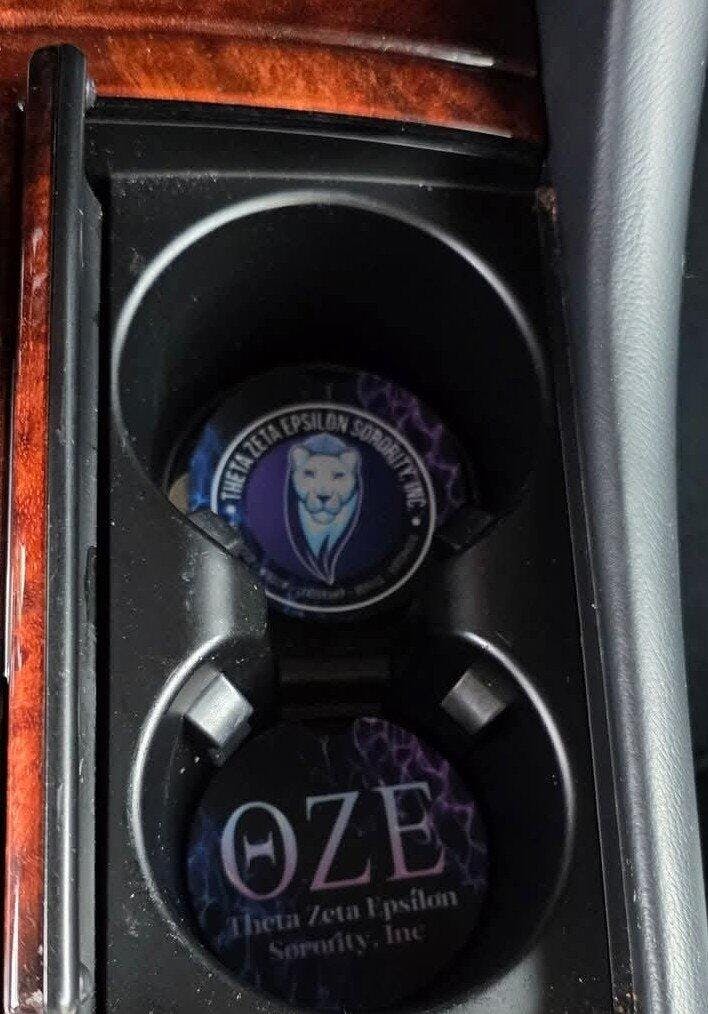 THETA ZETA EPSILON SORORITY, INC
ΘZE
Theta Zeta Epsilon
Sorority, Inc